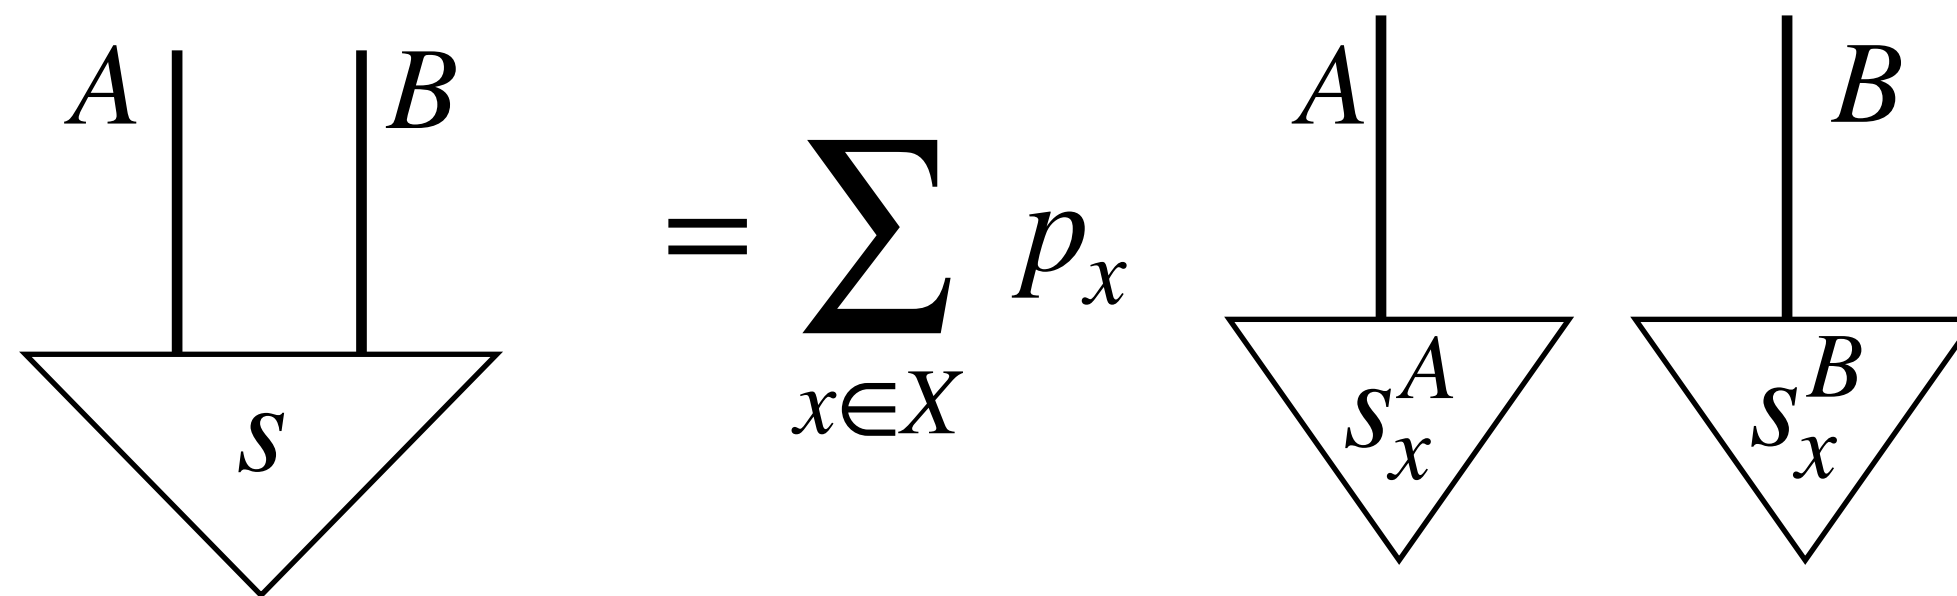 A B = ∑ x∈X p_x A B
s s_x^A s_x^B